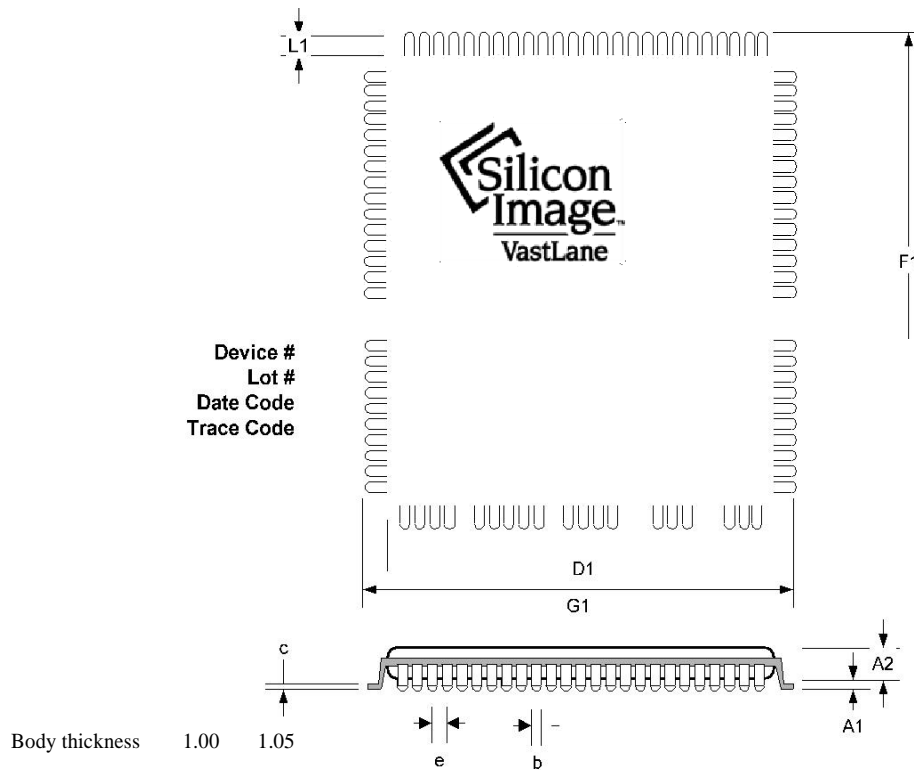 L1
Silicon
Image™
VastLane
F1
Device #
Lot #
Date Code
Trace Code
D1
G1
c
A2
A1
Body thickness 1.00 1.05
e
b